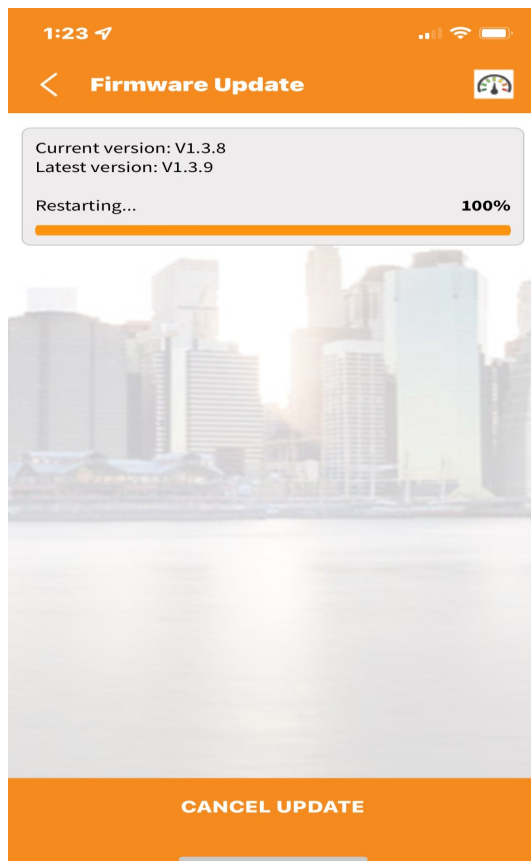 1:23
Firmware Update
Current version: V1.3.8
Latest version: V1.3.9
Restarting... 100%
CANCEL UPDATE